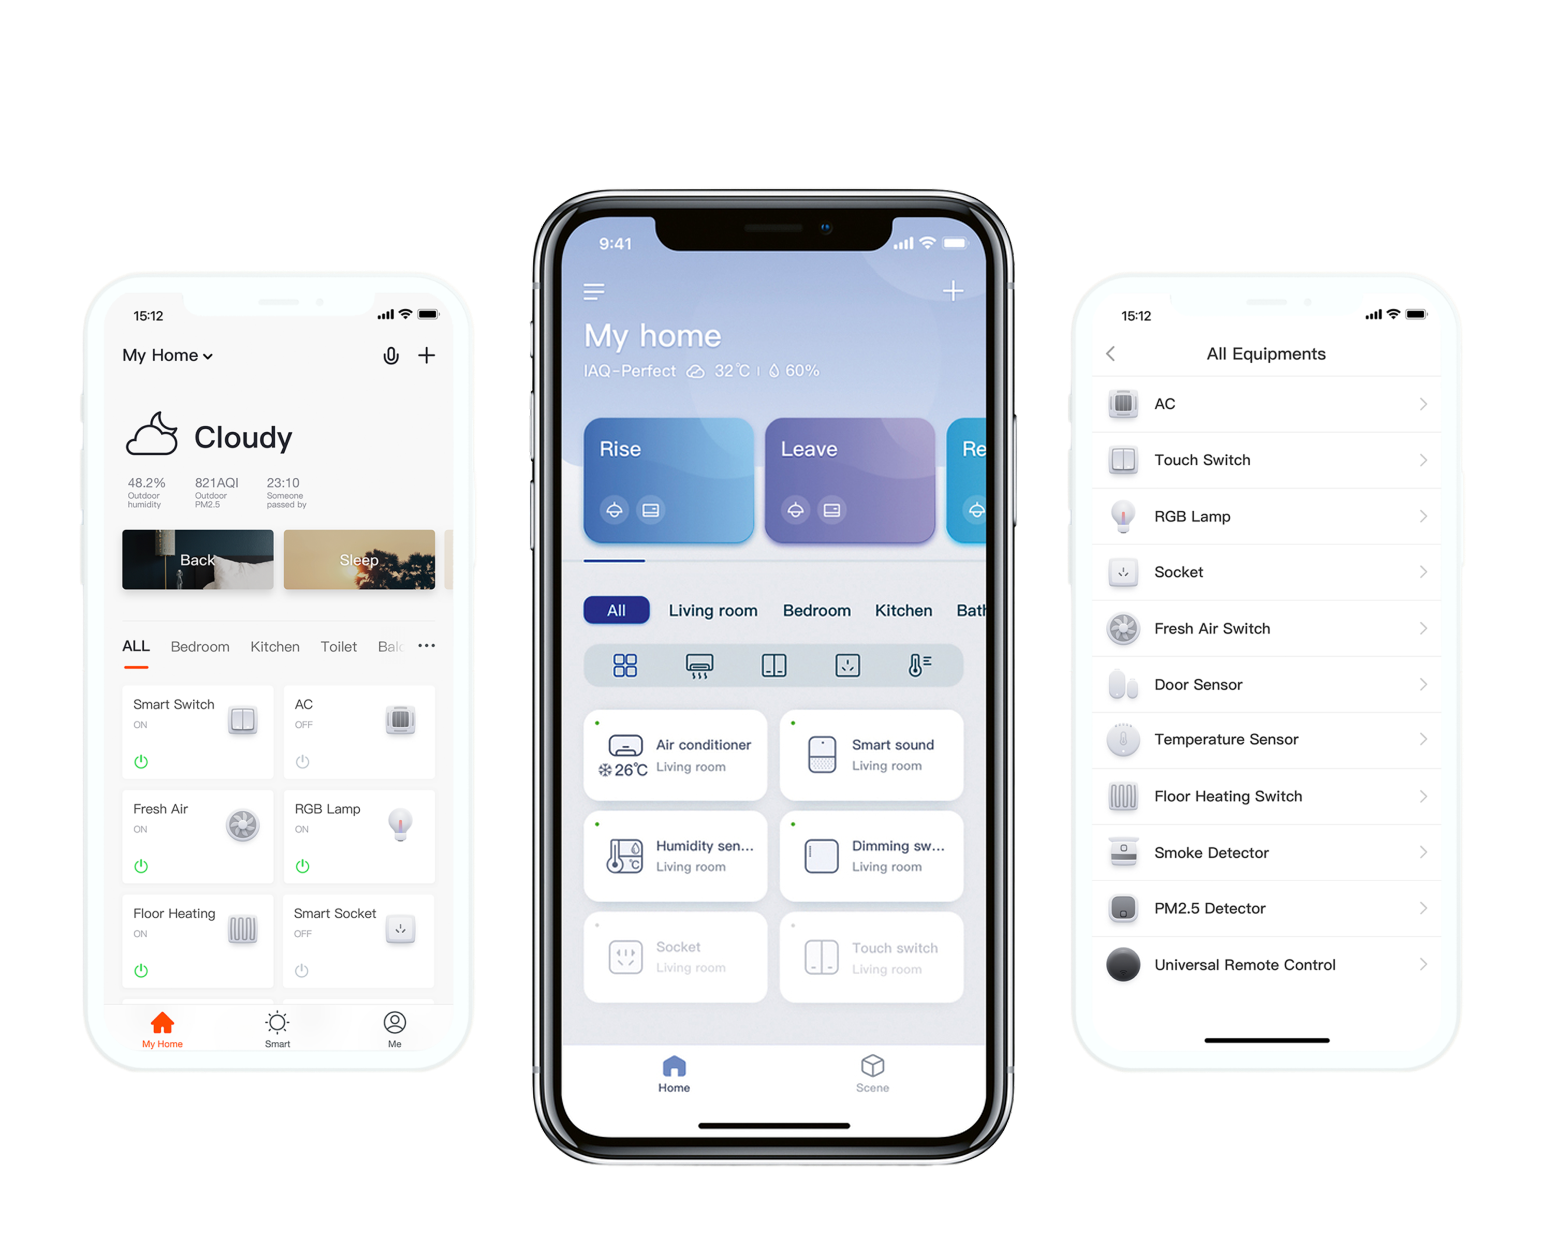 15:12
My Home
Cloudy
48.2%
Outdoor
humidity
821AQI
Outdoor
PM2.5
23:10
Someone
passed by
Back
Sleep
ALL Bedroom Kitchen Toilet Balc
Smart Switch
ON
AC
OFF
Fresh Air
ON
RGB Lamp
ON
Floor Heating
ON
Smart Socket
OFF
My Home
Smart
Me
9:41
My home
IAQ-Perfect 32℃ 60%
Rise
Leave
Re
All Living room Bedroom Kitchen Bath
Air conditioner
26℃ Living room
Smart sound
Living room
℃
Humidity sen...
Living room
Dimming sw...
Living room
Socket
Living room
Touch switch
Living room
Home
Scene
15:12
All Equipments
AC
Touch Switch
RGB Lamp
Socket
Fresh Air Switch
Door Sensor
Temperature Sensor
Floor Heating Switch
Smoke Detector
PM2.5 Detector
Universal Remote Control